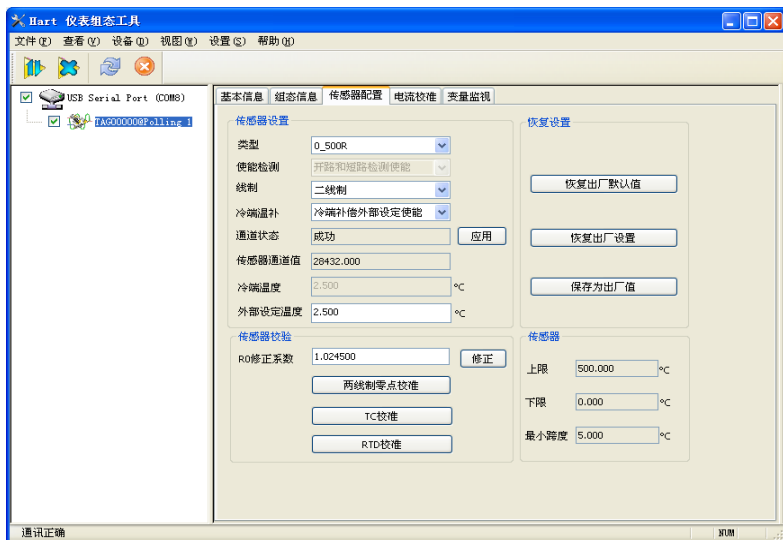 Hart 仪表组态工具
文件(F) 查看(V) 设备(D) 视图(W) 设置(S) 帮助(H)
USB Serial Port (COM8)
TAG00000@Polling 1
基本信息 组态信息 传感器配置 电流校准 变量监视
传感器设置
类型 0_500R
使能检测 开路和短路检测使能
线制 二线制
冷端温补 冷端补偿外部设定使能
通道状态 成功 应用
传感器通道值 28432.000
冷端温度 2.500 ℃
外部设定温度 2.500 ℃
恢复设置
恢复出厂默认值
恢复出厂设置
保存为出厂值
传感器校验
R0修正系数 1.024500 修正
两线制零点校准
TC校准
RTD校准
传感器
上限 500.000 ℃
下限 0.000 ℃
最小跨度 5.000 ℃
通讯正确 NUM